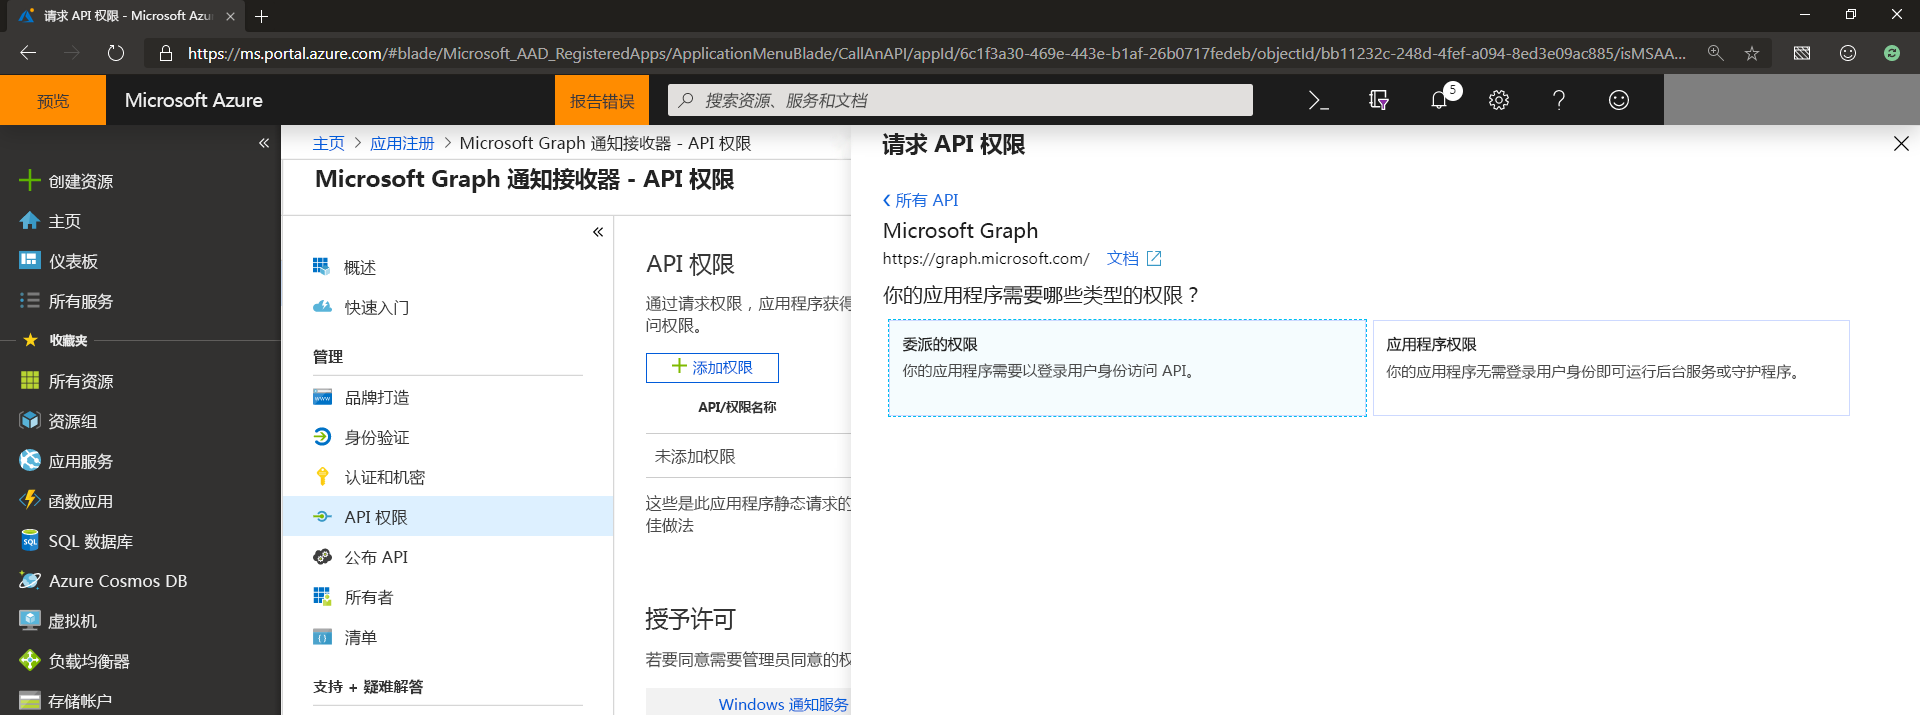 请求 API 权限 - Microsoft Azu
https://ms.portal.azure.com/#blade/Microsoft_AAD_RegisteredApps/ApplicationMenuBlade/CallAnAPI/appId/6c1f3a30-469e-443e-b1af-26b0717fedeb/objectId/bb11232c-248d-4fef-a094-8ed3e09ac885/isMSAA...
预览
Microsoft Azure
报告错误
搜索资源、服务和文档
5
创建资源
主页
仪表板
所有服务
收藏夹
所有资源
资源组
应用服务
函数应用
SQL 数据库
Azure Cosmos DB
虚拟机
负载均衡器
存储帐户
主页 > 应用注册 > Microsoft Graph 通知接收器 - API 权限
Microsoft Graph 通知接收器 - API 权限
概述
快速入门
管理
品牌打造
身份验证
认证和机密
API 权限
公布 API
所有者
清单
支持 + 疑难解答
API 权限
通过请求权限，应用程序获得
问权限。
添加权限
API/权限名称
未添加权限
这些是此应用程序静态请求的
佳做法
授予许可
若要同意需要管理员同意的权
Windows 通知服务
请求 API 权限
所有 API
Microsoft Graph
https://graph.microsoft.com/ 文档
你的应用程序需要哪些类型的权限？
委派的权限
你的应用程序需要以登录用户身份访问 API。
应用程序权限
你的应用程序无需登录用户身份即可运行后台服务或守护程序。